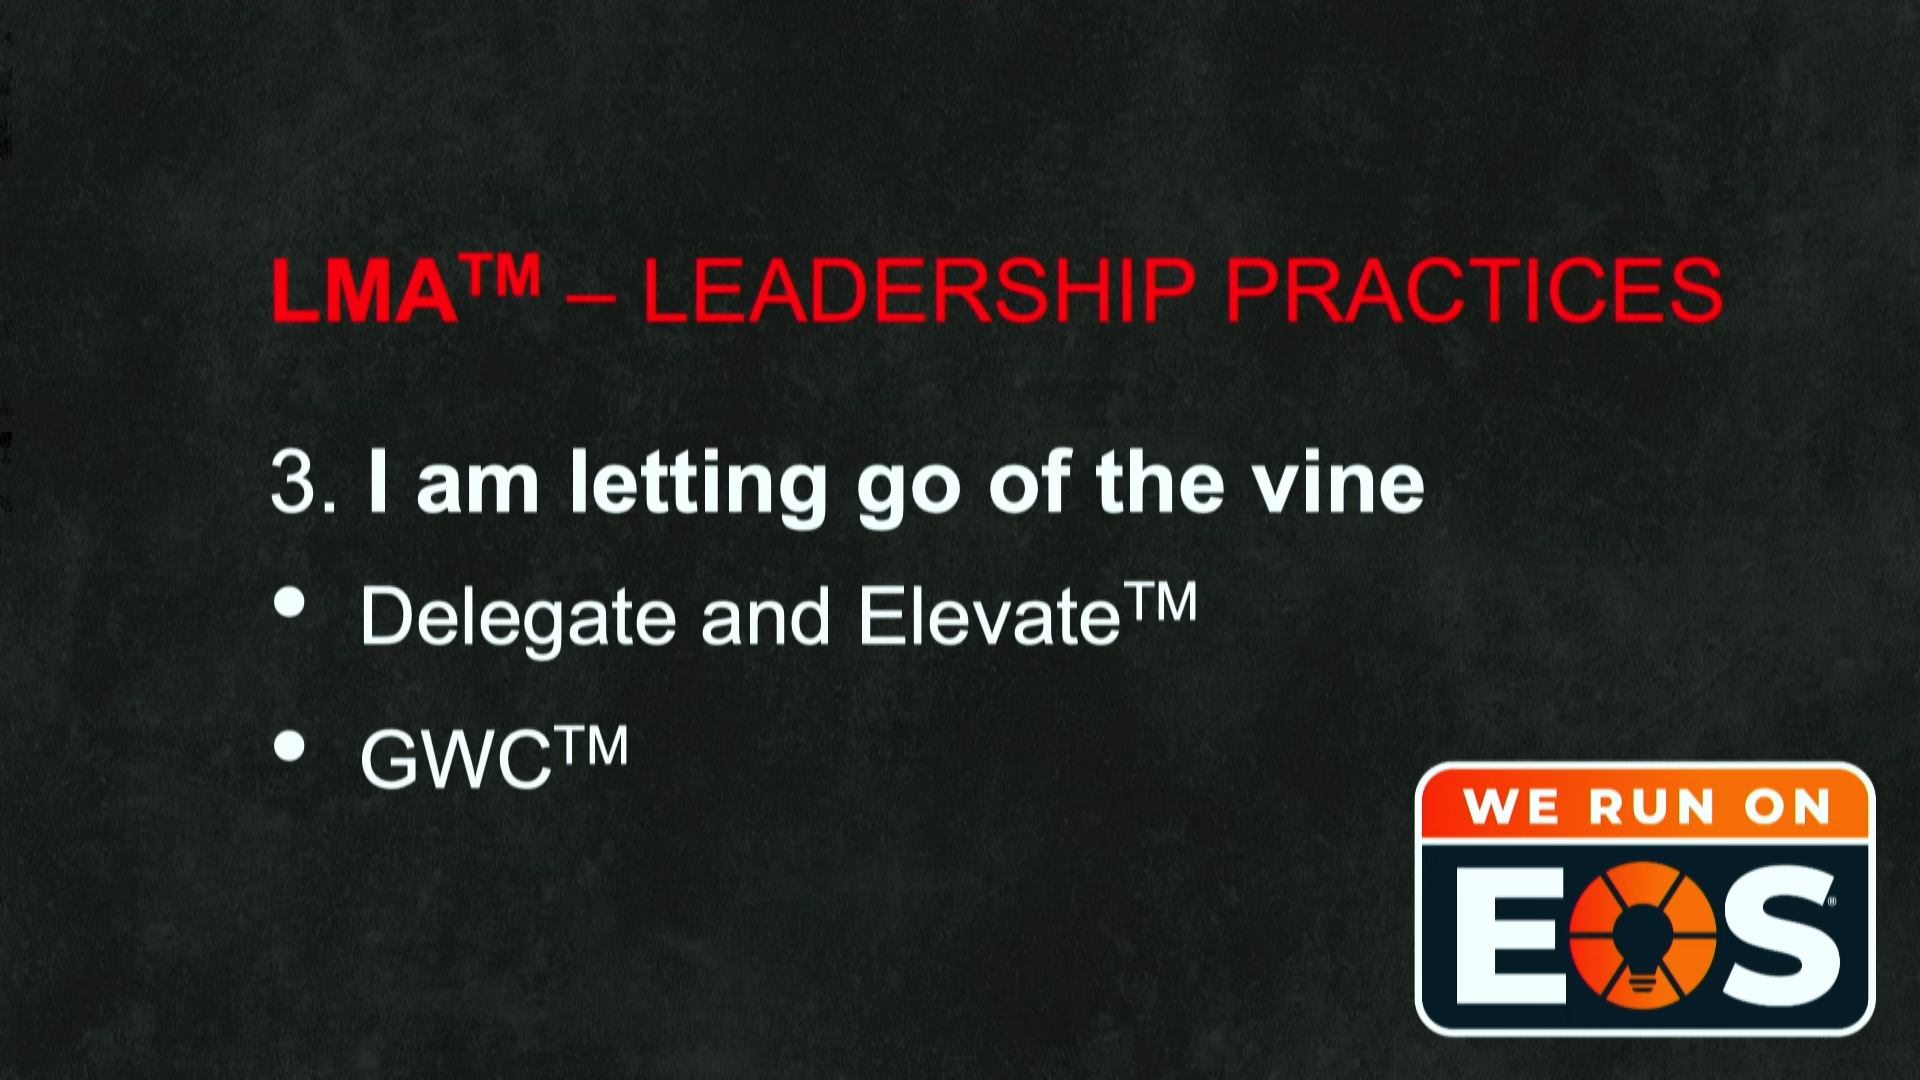 LMA™ – LEADERSHIP PRACTICES
3. I am letting go of the vine
• Delegate and Elevate™
• GWC™
WE RUN ON
EOS®